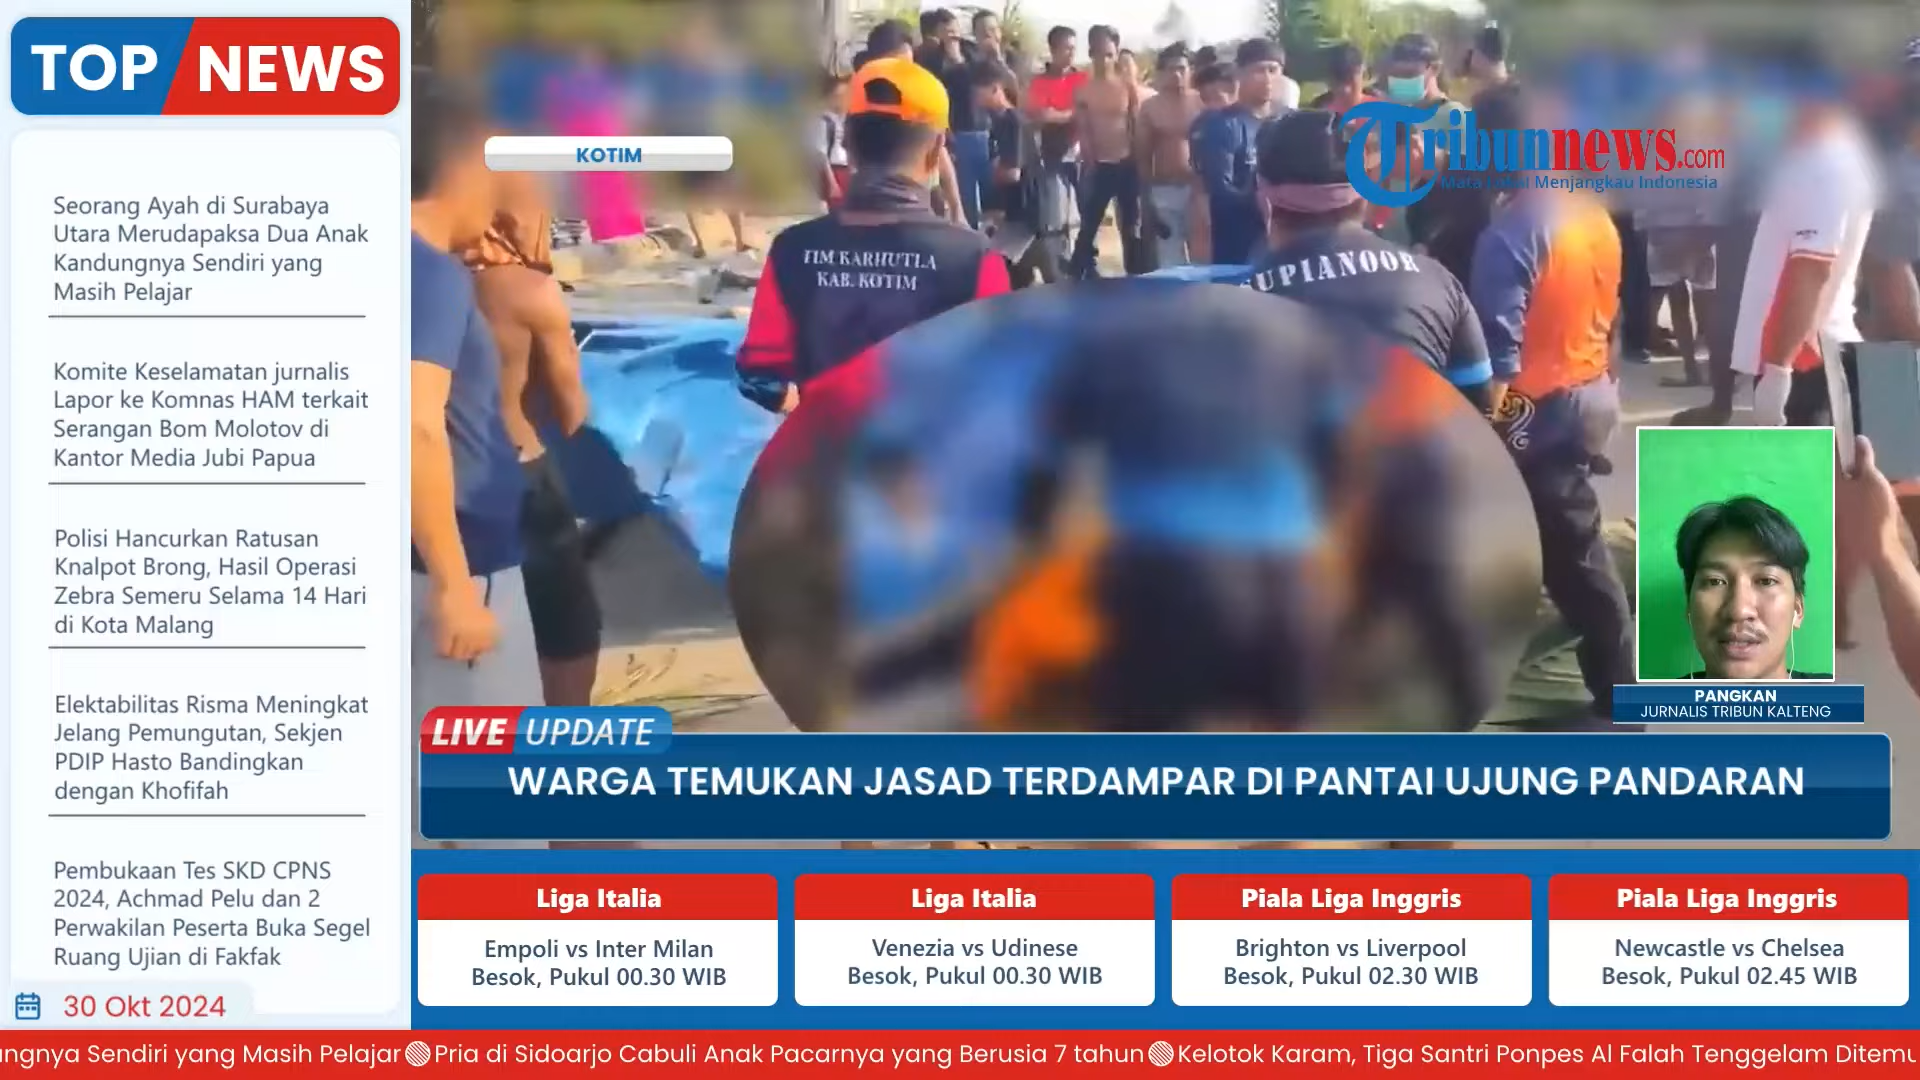 TOP NEWS
Seorang Ayah di Surabaya
Utara Merudapaksa Dua Anak
Kandungnya Sendiri yang
Masih Pelajar
Komite Keselamatan jurnalis
Lapor ke Komnas HAM terkait
Serangan Bom Molotov di
Kantor Media Jubi Papua
Polisi Hancurkan Ratusan
Knalpot Brong, Hasil Operasi
Zebra Semeru Selama 14 Hari
di Kota Malang
Elektabilitas Risma Meningkat
Jelang Pemungutan, Sekjen
PDIP Hasto Bandingkan
dengan Khofifah
Pembukaan Tes SKD CPNS
2024, Achmad Pelu dan 2
Perwakilan Peserta Buka Segel
Ruang Ujian di Fakfak
30 Okt 2024
KOTIM
Tribunnews.com
Mata Lokal Menjangkau Indonesia
TIM KARHUTLA
KAB. KOTIM
SUPIANOOR
PANGKAN
JURNALIS TRIBUN KALTENG
LIVE UPDATE
WARGA TEMUKAN JASAD TERDAMPAR DI PANTAI UJUNG PANDARAN
Liga Italia
Empoli vs Inter Milan
Besok, Pukul 00.30 WIB
Liga Italia
Venezia vs Udinese
Besok, Pukul 00.30 WIB
Piala Liga Inggris
Brighton vs Liverpool
Besok, Pukul 02.30 WIB
Piala Liga Inggris
Newcastle vs Chelsea
Besok, Pukul 02.45 WIB
ngnya Sendiri yang Masih Pelajar Pria di Sidoarjo Cabuli Anak Pacarnya yang Berusia 7 tahun Kelotok Karam, Tiga Santri Ponpes Al Falah Tenggelam Ditemu